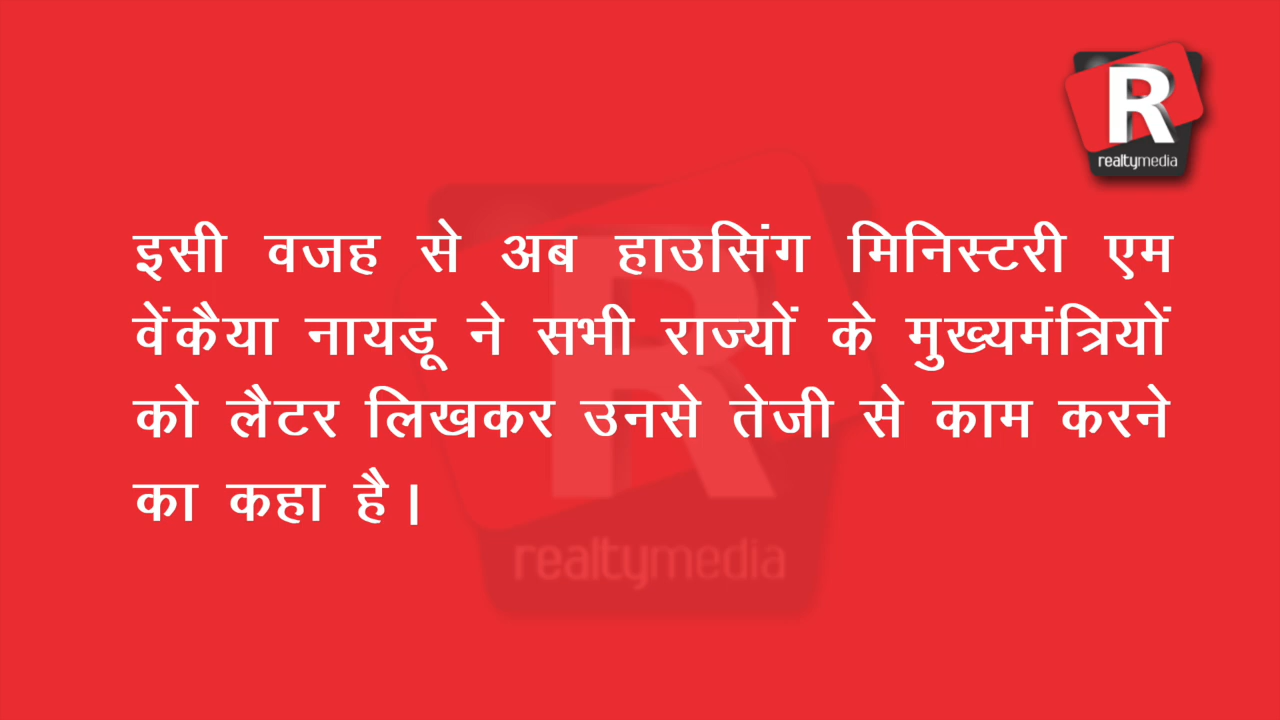 R
realtymedia
इसी वजह से अब हाउसिंग मिनिस्टरी एम
वेंकैया नायडू ने सभी राज्यों के मुख्यमंत्रियों
को लैटर लिखकर उनसे तेजी से काम करने
का कहा है।
R
realtymedia